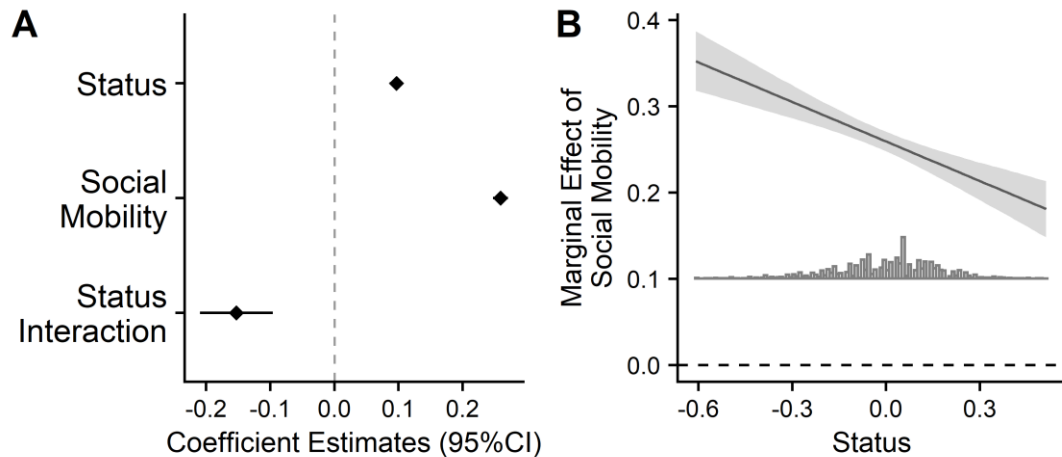 A
Status
Social
Mobility
Status
Interaction
-0.2 -0.1 0.0 0.1 0.2
Coefficient Estimates (95%CI)
B
Marginal Effect of
Social Mobility
0.4
0.3
0.2
0.1
0.0
-0.6 -0.3 0.0 0.3
Status